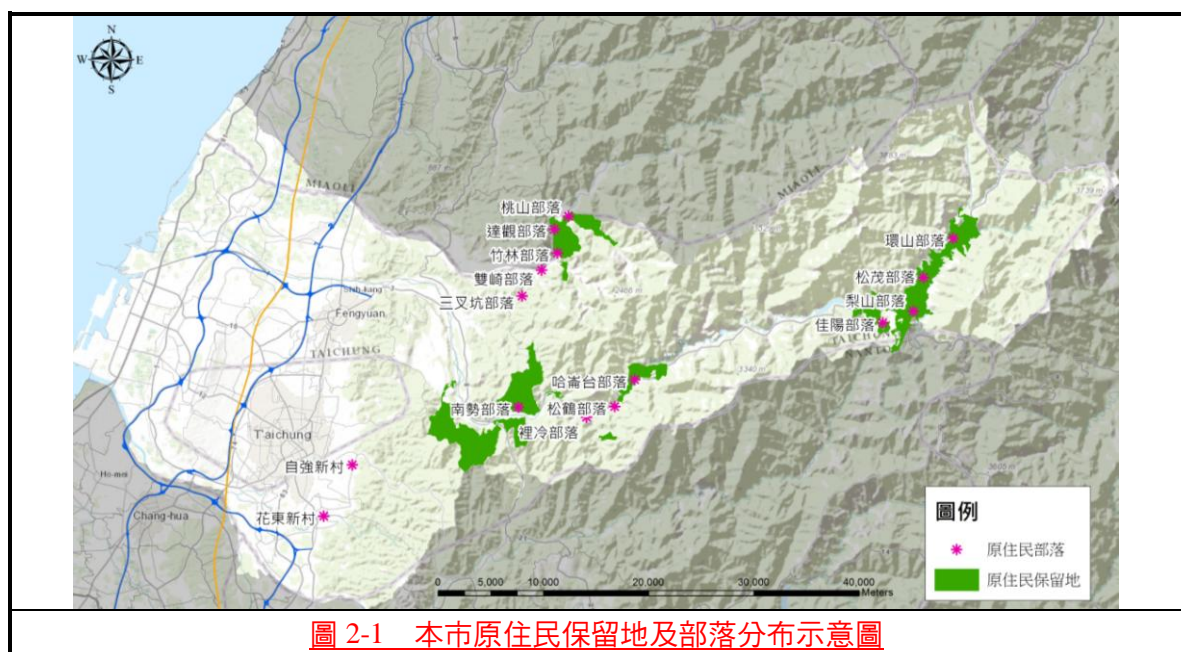 N
W E
S
MIAOLI
MIAOLI
桃山部落
達觀部落
竹林部落
雙崎部落
三叉坑部落
環山部落
松茂部落
梨山部落
佳陽部落
Fengyuan
TAICHUNG
哈崙台部落
南勢部落
松鶴部落
裡冷部落
T'aichung
自強新村
花東新村
Chang-hua
圖例
原住民部落
原住民保留地
0 5,000 10,000 20,000 30,000 40,000
Meters
圖 2-1 本市原住民保留地及部落分布示意圖